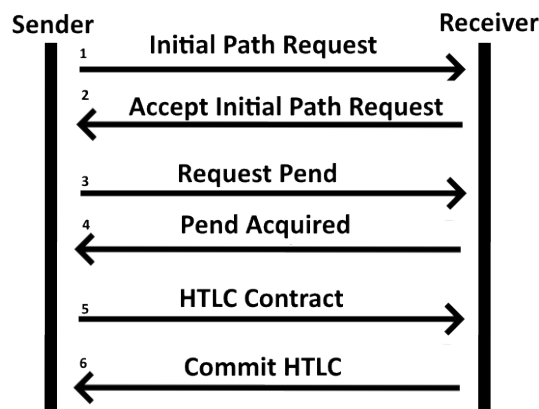 Sender
Receiver
1
Initial Path Request
2
Accept Initial Path Request
3
Request Pend
4
Pend Acquired
5
HTLC Contract
6
Commit HTLC